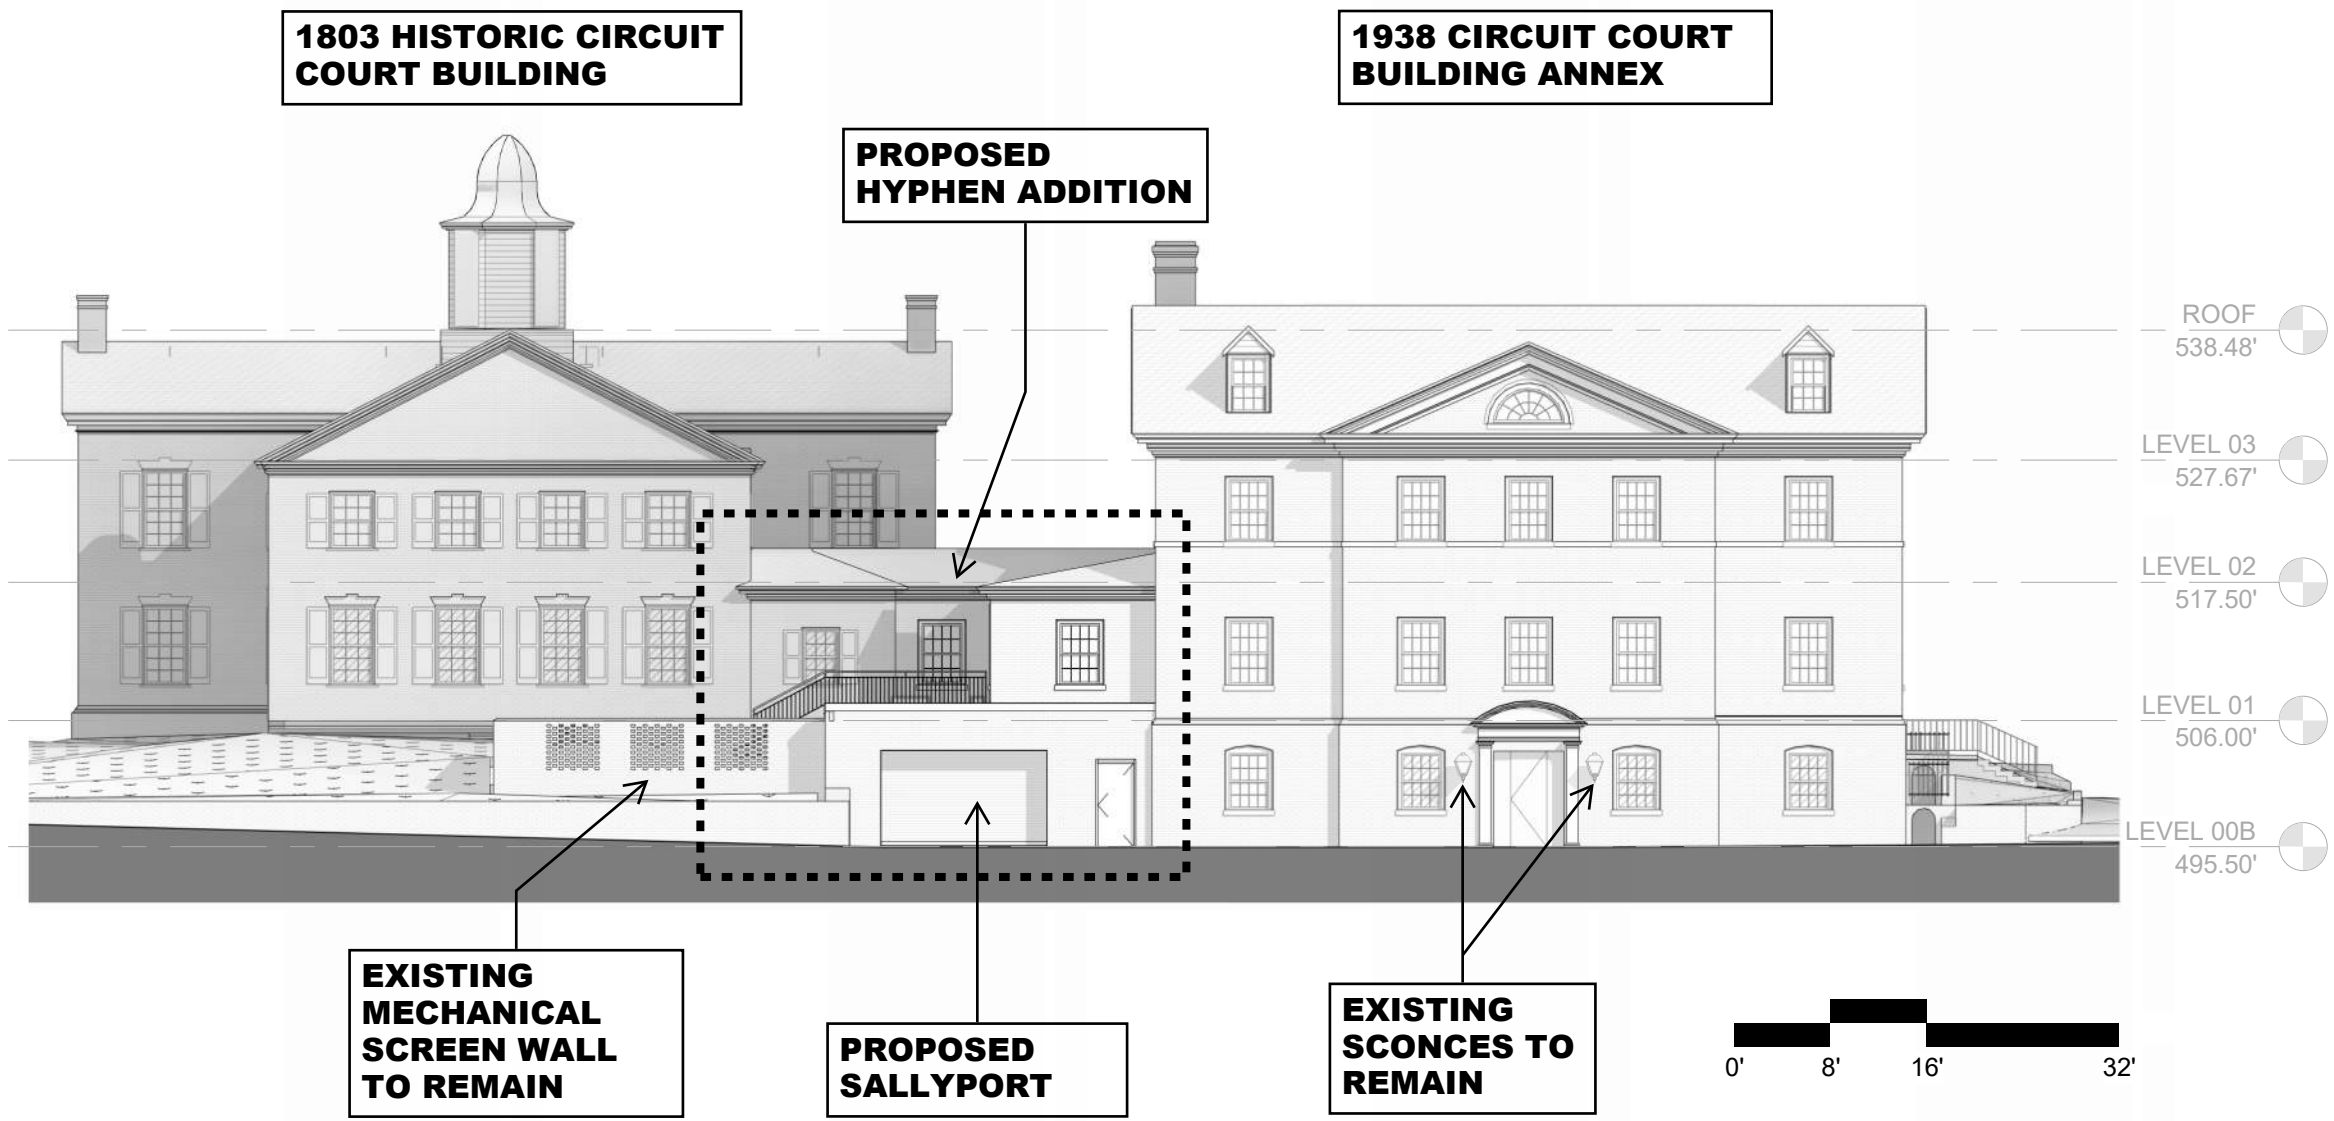 1803 HISTORIC CIRCUIT
COURT BUILDING
1938 CIRCUIT COURT
BUILDING ANNEX
PROPOSED
HYPHEN ADDITION
ROOF
538.48'
LEVEL 03
527.67'
LEVEL 02
517.50'
LEVEL 01
506.00'
LEVEL 00B
495.50'
EXISTING
MECHANICAL
SCREEN WALL
TO REMAIN
PROPOSED
SALLYPORT
EXISTING
SCONCES TO
REMAIN
0' 8' 16' 32'